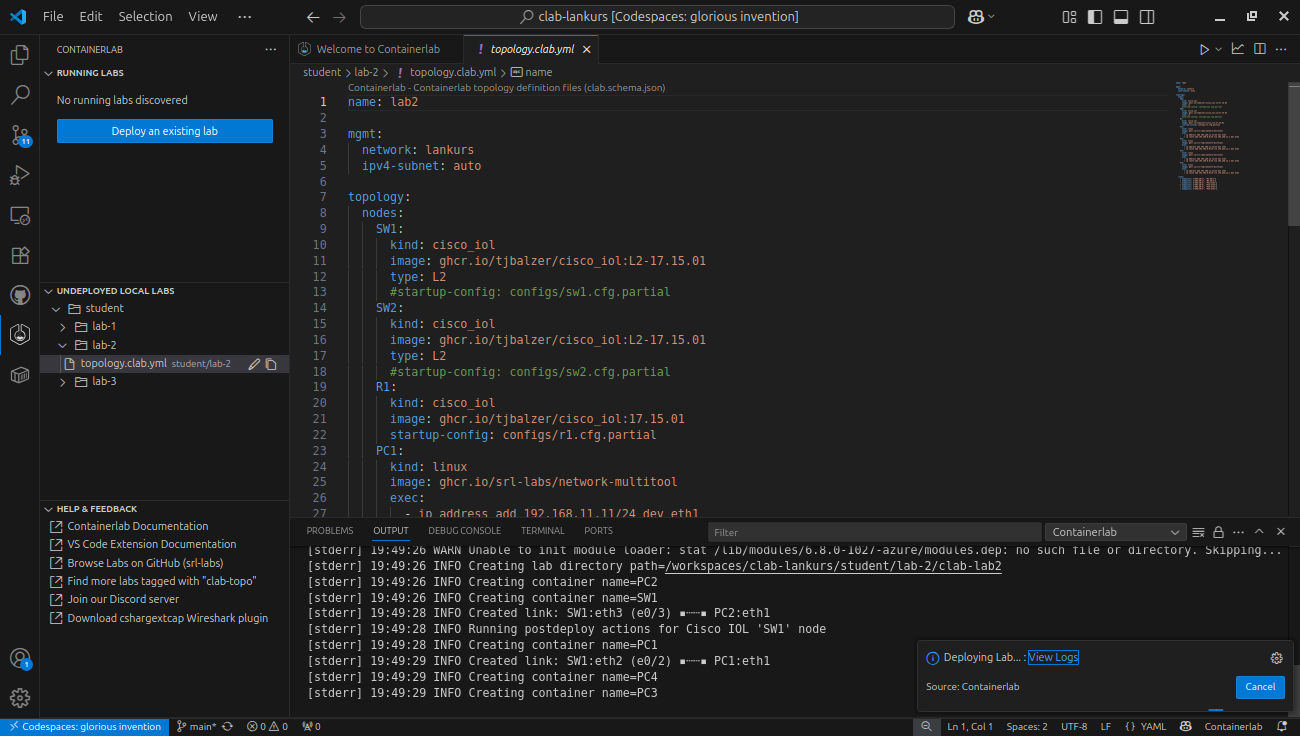 File Edit Selection View ··· clab-lankurs [Codespaces: glorious invention]
CONTAINERLAB ···
RUNNING LABS
No running labs discovered
Deploy an existing lab
11
UNDEPLOYED LOCAL LABS
student
lab-1
lab-2
topology.clab.yml student/lab-2
lab-3
HELP & FEEDBACK
Containerlab Documentation
VS Code Extension Documentation
Browse Labs on GitHub (srl-labs)
Find more labs tagged with "clab-topo"
Join our Discord server
Download cshargextcap Wireshark plugin
1
Welcome to Containerlab ! topology.clab.yml
student > lab-2 > ! topology.clab.yml > abc name
Containerlab - Containerlab topology definition files (clab.schema.json)
1 name: lab2
2
3 mgmt:
4 network: lankurs
5 ipv4-subnet: auto
6
7 topology:
8 nodes:
9 SW1:
10 kind: cisco_iol
11 image: ghcr.io/tjbalzer/cisco_iol:L2-17.15.01
12 type: L2
13 #startup-config: configs/sw1.cfg.partial
14 SW2:
15 kind: cisco_iol
16 image: ghcr.io/tjbalzer/cisco_iol:L2-17.15.01
17 type: L2
18 #startup-config: configs/sw2.cfg.partial
19 R1:
20 kind: cisco_iol
21 image: ghcr.io/tjbalzer/cisco_iol:17.15.01
22 startup-config: configs/r1.cfg.partial
23 PC1:
24 kind: linux
25 image: ghcr.io/srl-labs/network-multitool
26 exec:
27 - ip address add 192.168.11.11/24 dev eth1
PROBLEMS OUTPUT DEBUG CONSOLE TERMINAL PORTS Filter Containerlab
[stderr] 19:49:26 WARN Unable to init module loader: stat /lib/modules/6.8.0-1027-azure/modules.dep: no such file or directory. Skipping...
[stderr] 19:49:26 INFO Creating lab directory path=/workspaces/clab-lankurs/student/lab-2/clab-lab2
[stderr] 19:49:26 INFO Creating container name=PC2
[stderr] 19:49:26 INFO Creating container name=SW1
[stderr] 19:49:28 INFO Created link: SW1:eth3 (e0/3) ▪┄┄▪ PC2:eth1
[stderr] 19:49:28 INFO Running postdeploy actions for Cisco IOL 'SW1' node
[stderr] 19:49:28 INFO Creating container name=PC1
[stderr] 19:49:29 INFO Created link: SW1:eth2 (e0/2) ▪┄┄▪ PC1:eth1
[stderr] 19:49:29 INFO Creating container name=PC4
[stderr] 19:49:29 INFO Creating container name=PC3
Deploying Lab... : View Logs
Source: Containerlab
Cancel
Codespaces: glorious invention main* 0 0 0 Ln 1, Col 1 Spaces: 2 UTF-8 LF {} YAML Containerlab